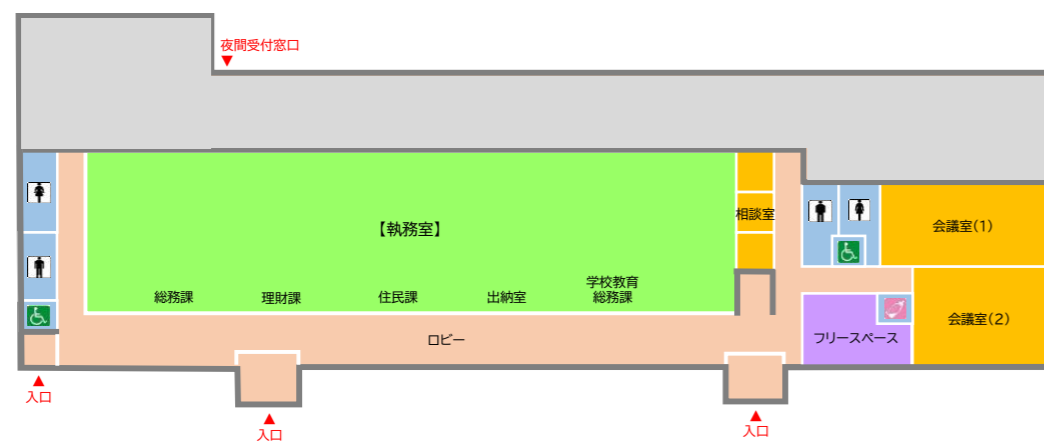 夜間受付窓口
▼
【執務室】
相談室
会議室(1)
総務課
理財課
住民課
出納室
学校教育
総務課
会議室(2)
フリースペース
ロビー
▲
入口
▲
入口
▲
入口